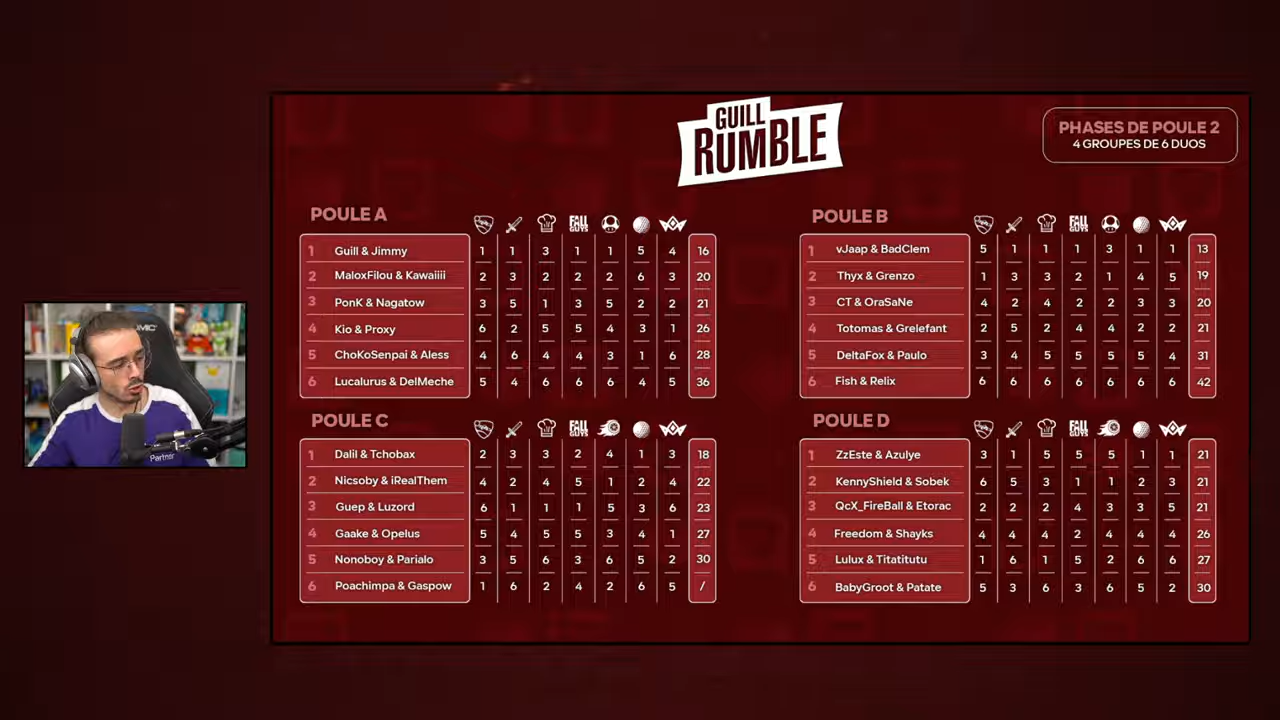 GUILL
RUMBLE
PHASES DE POULE 2
4 GROUPES DE 6 DUOS
POULE A
FALL GUYS
1 Guill & Jimmy 1 1 3 1 1 5 4 16
2 MaloxFilou & Kawaiiii 2 3 2 2 2 6 3 20
3 PonK & Nagatow 3 5 1 3 5 2 2 21
4 Kio & Proxy 6 2 5 5 4 3 1 26
5 ChoKoSenpai & Aless 4 6 4 4 3 1 6 28
6 Lucalurus & DelMeche 5 4 6 6 6 4 5 36
POULE B
FALL GUYS
1 vJaap & BadClem 5 1 1 1 3 1 1 13
2 Thyx & Grenzo 1 3 3 2 1 4 5 19
3 CT & OraSaNe 4 2 4 2 2 3 3 20
4 Totomas & Grelefant 2 5 2 4 4 2 2 21
5 DeltaFox & Paulo 3 4 5 5 5 5 4 31
6 Fish & Relix 6 6 6 6 6 6 6 42
POULE C
FALL GUYS
1 Dalil & Tchobax 2 3 3 2 4 1 3 18
2 Nicsoby & iRealThem 4 2 4 5 1 2 4 22
3 Guep & Luzord 6 1 1 1 5 3 6 23
4 Gaake & Opelus 5 4 5 5 3 4 1 27
5 Nonoboy & Parialo 3 5 6 3 6 5 2 30
6 Poachimpa & Gaspow 1 6 2 4 2 6 5 /
POULE D
FALL GUYS
1 ZzEste & Azulye 3 1 5 5 5 1 1 21
2 KennyShield & Sobek 6 5 3 1 1 2 3 21
3 QcX_FireBall & Etorac 2 2 2 4 3 3 5 21
4 Freedom & Shayks 4 4 4 2 4 4 4 26
5 Lulux & Titatitutu 1 6 1 5 2 6 6 27
6 BabyGroot & Patate 5 3 6 3 6 5 2 30
Partner